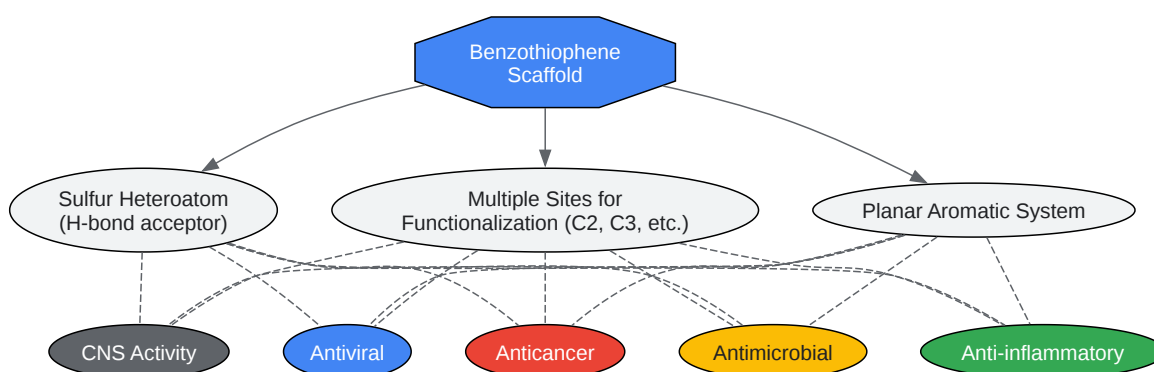 Benzothiophene
Scaffold
Sulfur Heteroatom
(H-bond acceptor)
Multiple Sites for
Functionalization (C2, C3, etc.)
Planar Aromatic System
CNS Activity
Antiviral
Anticancer
Antimicrobial
Anti-inflammatory